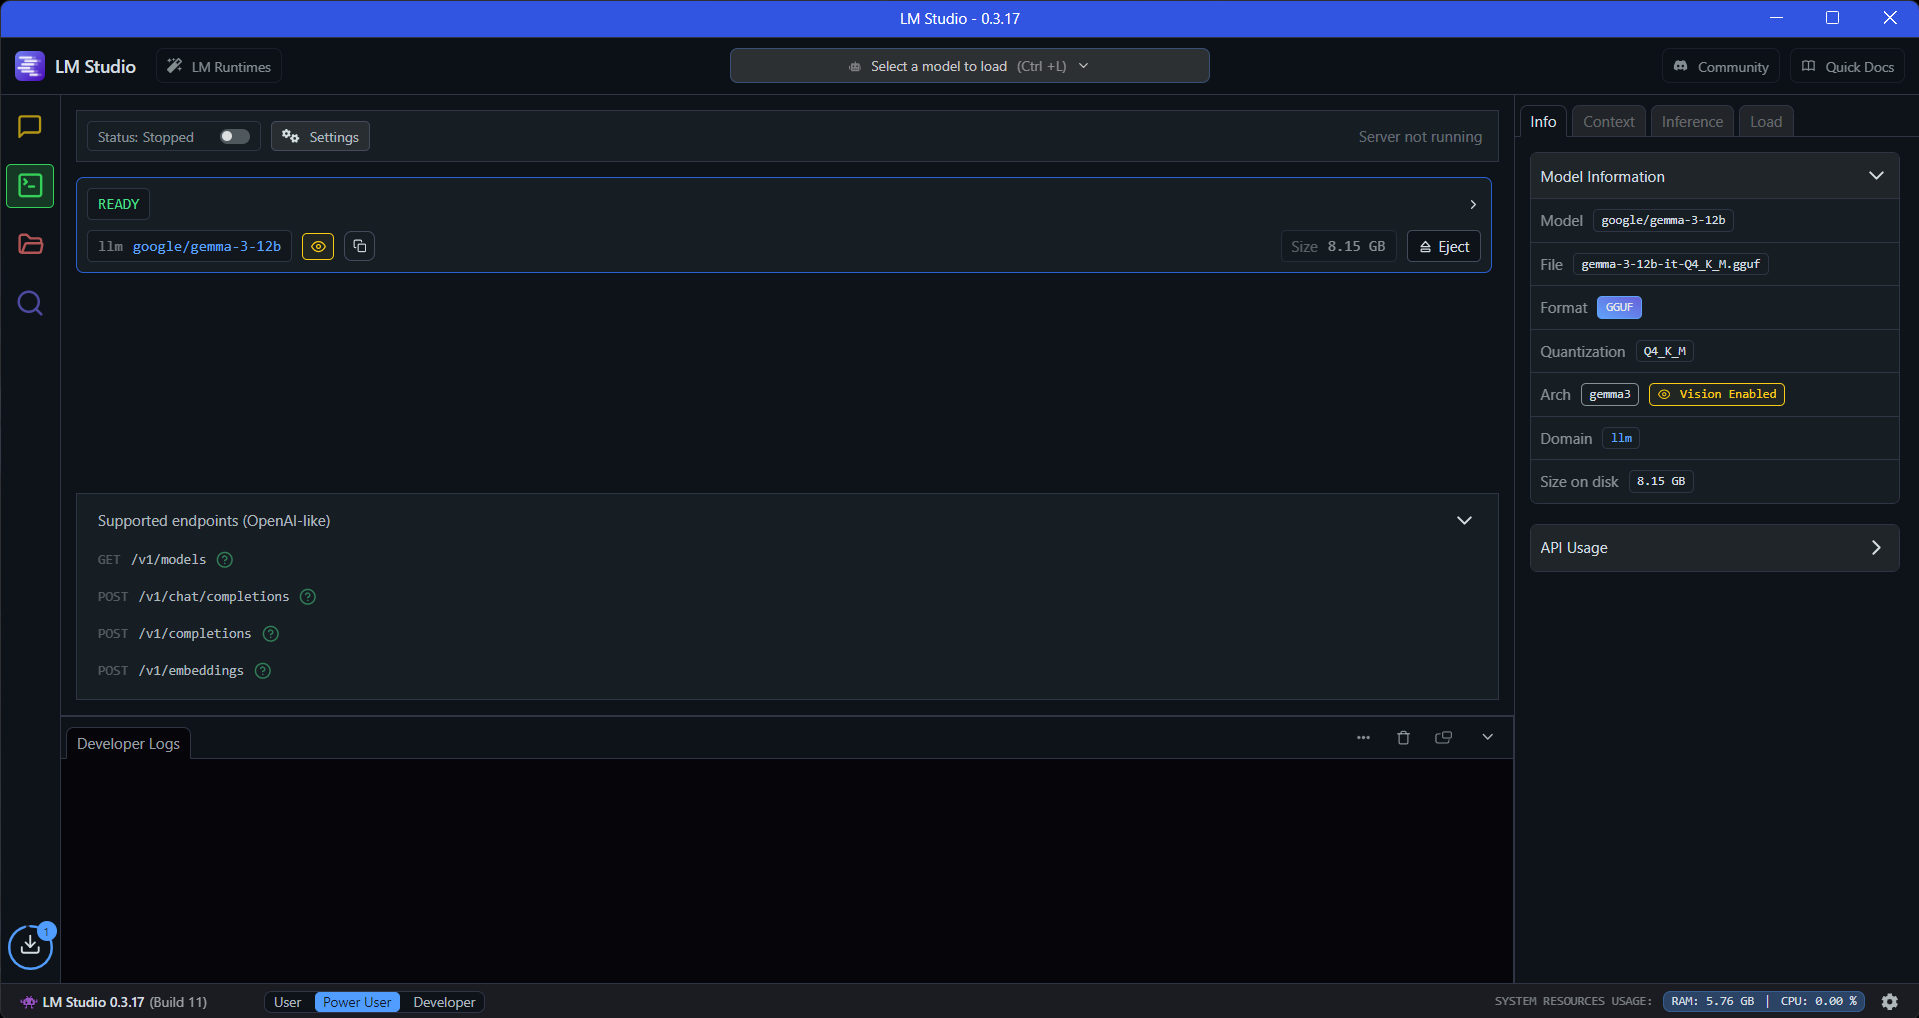 LM Studio - 0.3.17
LM Studio
LM Runtimes
Select a model to load (Ctrl +L)
Community
Quick Docs
Status: Stopped
Settings
Server not running
READY
llm google/gemma-3-12b
Size 8.15 GB
Eject
Supported endpoints (OpenAI-like)
GET /v1/models
POST /v1/chat/completions
POST /v1/completions
POST /v1/embeddings
Developer Logs
Info Context Inference Load
Model Information
Model google/gemma-3-12b
File gemma-3-12b-it-Q4_K_M.gguf
Format GGUF
Quantization Q4_K_M
Arch gemma3 Vision Enabled
Domain llm
Size on disk 8.15 GB
API Usage
1
LM Studio 0.3.17 (Build 11)
User Power User Developer
SYSTEM RESOURCES USAGE: RAM: 5.76 GB | CPU: 0.00 %